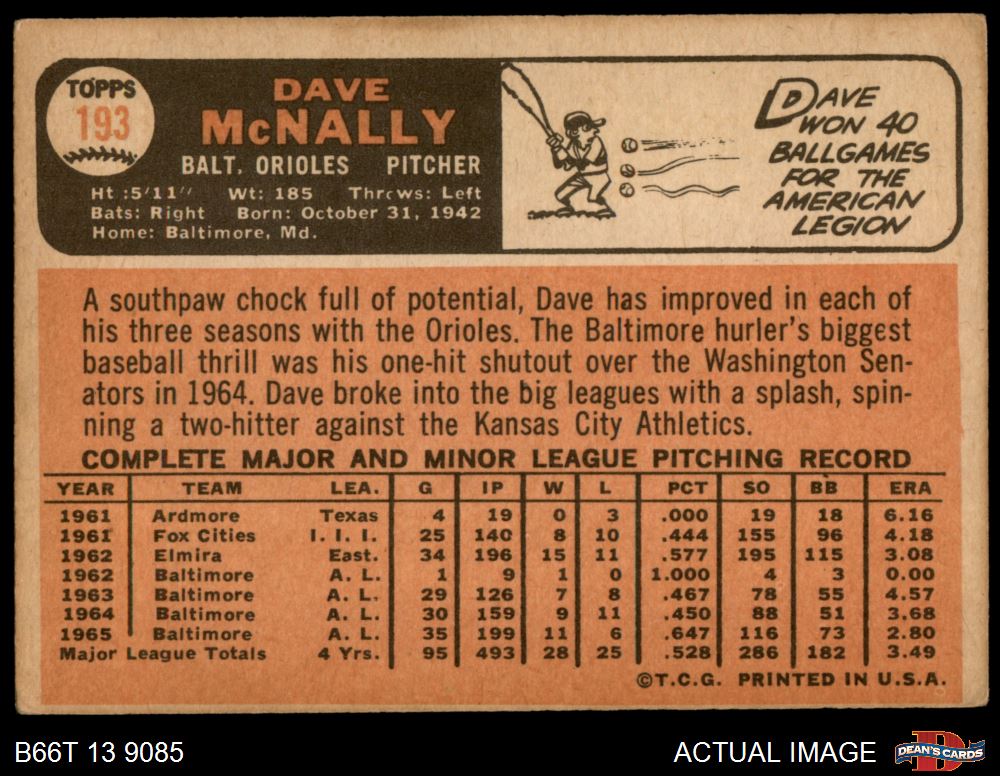 TOPPS
193
DAVE
McNALLY
BALT. ORIOLES PITCHER
Ht :5'11" Wt: 185 Throws: Left
Bats: Right Born: October 31, 1942
Home: Baltimore, Md.
DAVE
WON 40
BALLGAMES
FOR THE
AMERICAN
LEGION
A southpaw chock full of potential, Dave has improved in each of
his three seasons with the Orioles. The Baltimore hurler's biggest
baseball thrill was his one-hit shutout over the Washington Sen-
ators in 1964. Dave broke into the big leagues with a splash, spin-
ning a two-hitter against the Kansas City Athletics.
COMPLETE MAJOR AND MINOR LEAGUE PITCHING RECORD
YEAR TEAM LEA. G IP W L PCT SO BB ERA
1961 Ardmore Texas 4 19 0 3 .000 19 18 6.16
1961 Fox Cities I. I. I. 25 140 8 10 .444 155 96 4.18
1962 Elmira East. 34 196 15 11 .577 195 115 3.08
1962 Baltimore A. L. 1 9 1 0 1.000 4 3 0.00
1963 Baltimore A. L. 29 126 7 8 .467 78 55 4.57
1964 Baltimore A. L. 30 159 9 11 .450 88 51 3.68
1965 Baltimore A. L. 35 199 11 6 .647 116 73 2.80
Major League Totals 4 Yrs. 95 493 28 25 .528 286 182 3.49
©T.C.G. PRINTED IN U.S.A.
B66T 13 9085
ACTUAL IMAGE
DEAN'S CARDS